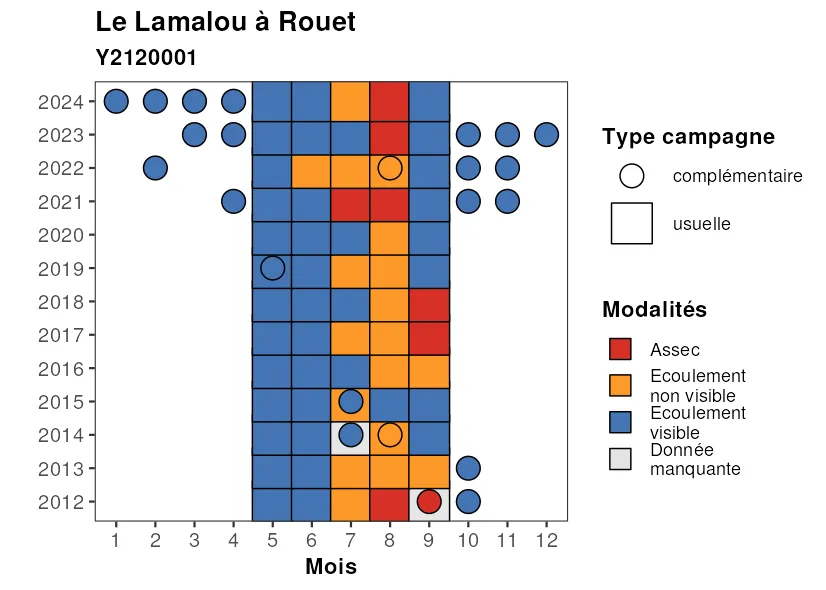 Le Lamalou à Rouet
Y2120001
2024
2023
2022
2021
2020
2019
2018
2017
2016
2015
2014
2013
2012
1 2 3 4 5 6 7 8 9 10 11 12
Mois
Type campagne
complémentaire
usuelle
Modalités
Assec
Ecoulement
non visible
Ecoulement
visible
Donnée
manquante